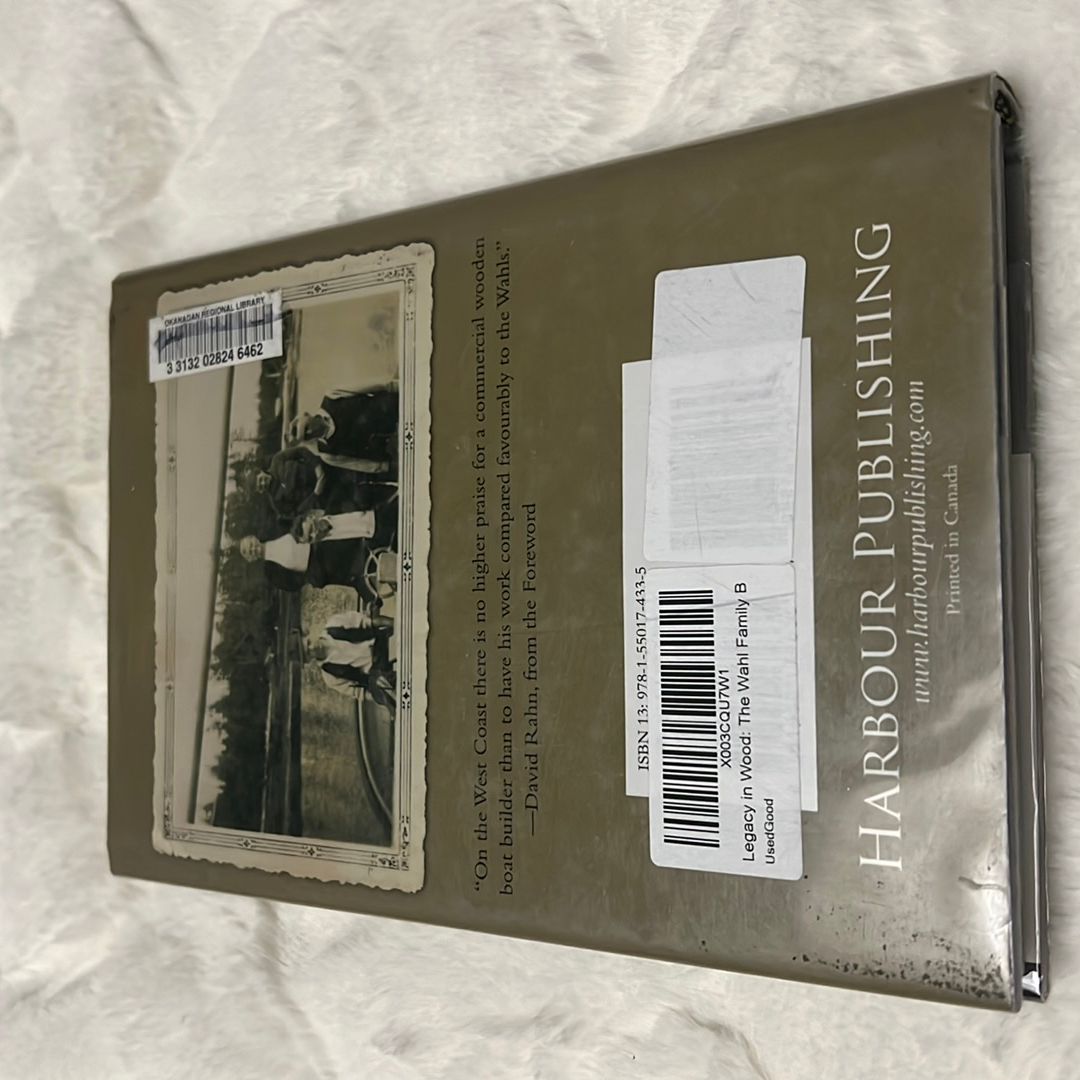 OKANAGAN REGIONAL LIBRARY
3 3132 02824 6462
“On the West Coast there is no higher praise for a commercial wooden
boat builder than to have his work compared favourably to the Wahls.”
—David Rahn, from the Foreword
ISBN 13: 978-1-55017-433-5
X003CQU7W1
Legacy in Wood: The Wahl Family B
UsedGood
HARBOUR PUBLISHING
www.harbourpublishing.com
Printed in Canada